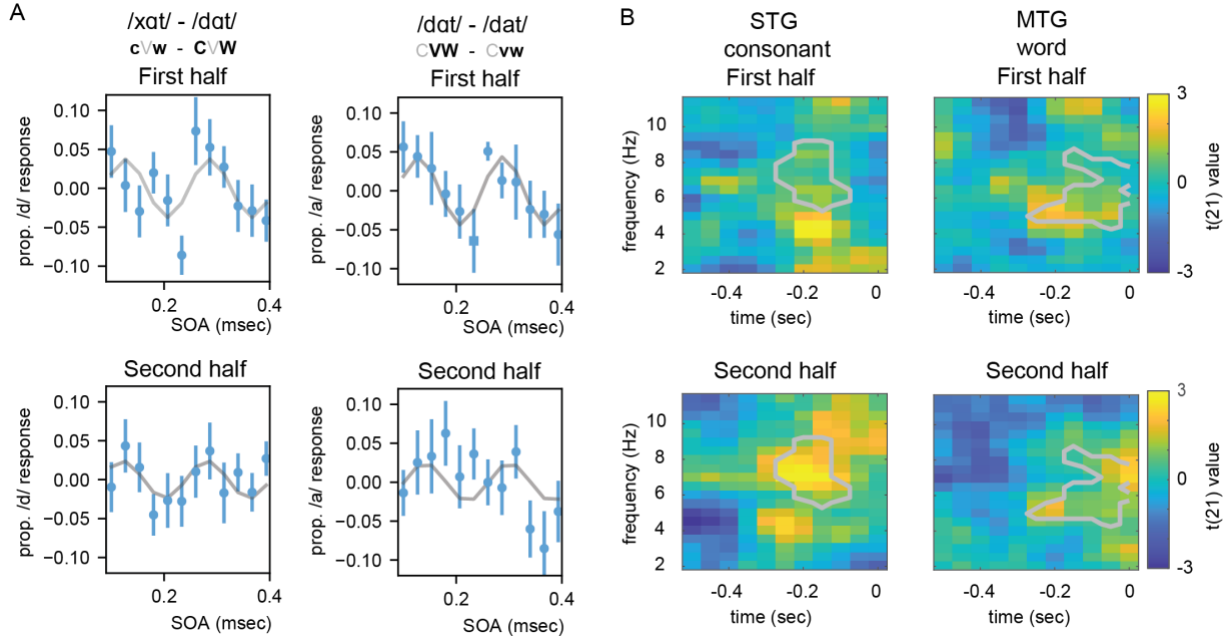 A
/xɑt/ - /dɑt/
cVw - CVW
First half
prop. /d/ response
0.10
0.05
0.00
−0.05
−0.10
0.2
0.4
SOA (msec)
/dɑt/ - /dat/
CVW - Cvw
First half
prop. /a/ response
0.10
0.05
0.00
−0.05
−0.10
0.2
0.4
SOA (msec)
Second half
prop. /d/ response
0.10
0.05
0.00
−0.05
−0.10
0.2
0.4
SOA (msec)
Second half
prop. /a/ response
0.10
0.05
0.00
−0.05
−0.10
0.2
0.4
SOA (msec)
B
STG
consonant
First half
frequency (Hz)
10
8
6
4
2
-0.4
-0.2
0
time (sec)
MTG
word
First half
-0.4
-0.2
0
time (sec)
3
0
-3
t(21) value
Second half
frequency (Hz)
10
8
6
4
2
-0.4
-0.2
0
time (sec)
Second half
-0.4
-0.2
0
time (sec)
3
0
-3
t(21) value